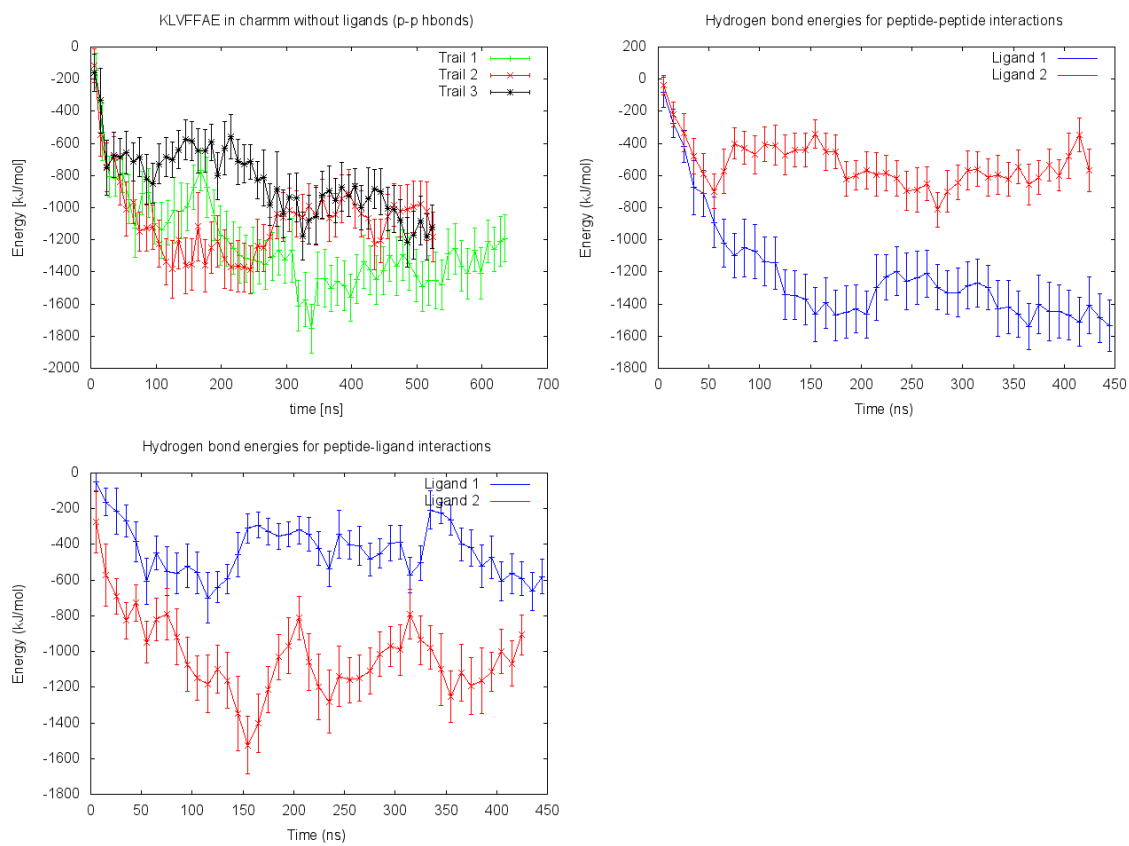 KLVFFAE in charmm without ligands (p-p hbonds)
0
-200
-400
-600
-800
-1000
-1200
-1400
-1600
-1800
-2000
Energy [kJ/mol]
Trail 1
Trail 2
Trail 3
0 100 200 300 400 500 600 700
time [ns]
Hydrogen bond energies for peptide-peptide interactions
200
0
-200
-400
-600
-800
-1000
-1200
-1400
-1600
-1800
Energy (kJ/mol)
Ligand 1
Ligand 2
0 50 100 150 200 250 300 350 400 450
Time (ns)
Hydrogen bond energies for peptide-ligand interactions
0
-200
-400
-600
-800
-1000
-1200
-1400
-1600
-1800
Energy (kJ/mol)
Ligand 1
Ligand 2
0 50 100 150 200 250 300 350 400 450
Time (ns)